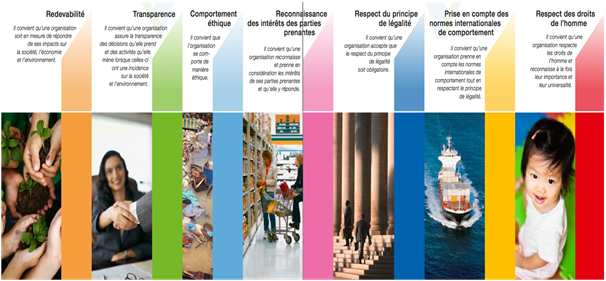 Redevabilité
Il convient qu'une organisation
soit en mesure de répondre
de ses impacts sur
la société, l'économie
et l'environnement.
Transparence
Il convient qu'une organisation
assure la transparence
des décisions qu'elle prend
et des activités qu'elle
mène lorsque celles-ci
ont une incidence
sur la société
et l'environnement.
Comportement
éthique
Il convient que
l'organisation
se com-
porte de
manière
éthique.
Reconnaissance
des intérêts des parties
prenantes
Il convient qu'une
organisation reconnaisse
et prenne en
considération les intérêts
de ses parties prenantes
et qu'elle y réponde.
Respect du principe
de légalité
Il convient qu'une
organisation accepte que
le respect du principe
de légalité
soit obligatoire.
Prise en compte des
normes internationales
de comportement
Il convient qu'une
organisation prenne en
compte les normes
internationales de
comportement tout en
respectant le principe
de légalité.
Respect des droits
de l'homme
Il convient qu'une
organisation respecte
les droits de
l'homme et
reconnaisse à la fois
leur importance et
leur universalité.